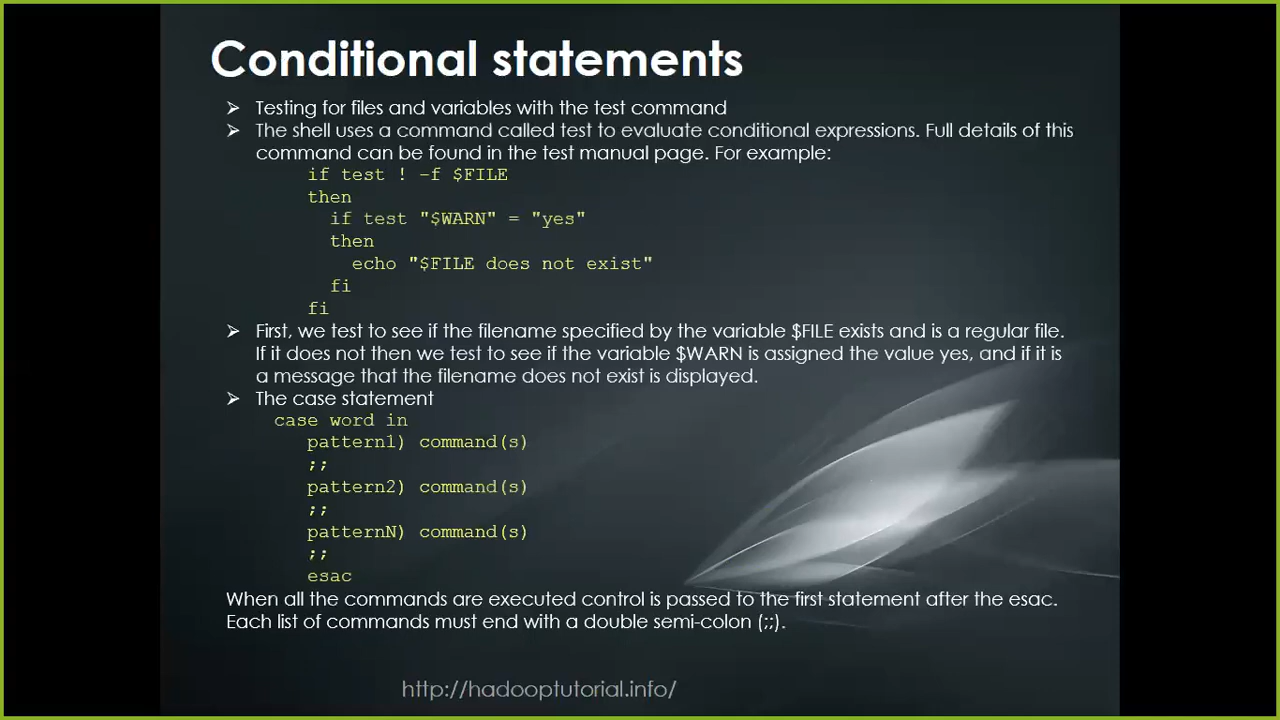 Conditional statements
Testing for files and variables with the test command
The shell uses a command called test to evaluate conditional expressions. Full details of this
command can be found in the test manual page. For example:
if test ! –f $FILE
then
if test "$WARN" = "yes"
then
echo "$FILE does not exist"
fi
fi
First, we test to see if the filename specified by the variable $FILE exists and is a regular file.
If it does not then we test to see if the variable $WARN is assigned the value yes, and if it is
a message that the filename does not exist is displayed.
The case statement
case word in
pattern1) command(s)
;;
pattern2) command(s)
;;
patternN) command(s)
;;
esac
When all the commands are executed control is passed to the first statement after the esac.
Each list of commands must end with a double semi-colon (;;).
http://hadooptutorial.info/